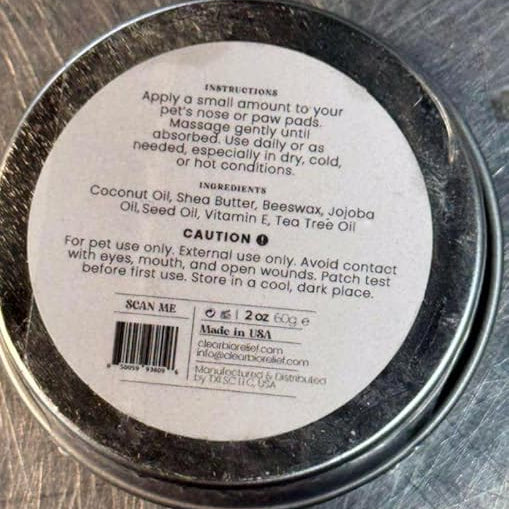 INSTRUCTIONS
Apply a small amount to your
pet's nose or paw pads.
Massage gently until
absorbed. Use daily or as
needed, especially in dry, cold,
or hot conditions.
INGREDIENTS
Coconut Oil, Shea Butter, Beeswax, Jojoba
Oil, Seed Oil, Vitamin E, Tea Tree Oil
CAUTION
For pet use only. External use only. Avoid contact
with eyes, mouth, and open wounds. Patch test
before first use. Store in a cool, dark place.
SCAN ME
2 oz 60g e
Made in USA
clearbiorelief.com
info@clearbiorelief.com
Manufactured & Distributed
by TXLSC LLC, USA